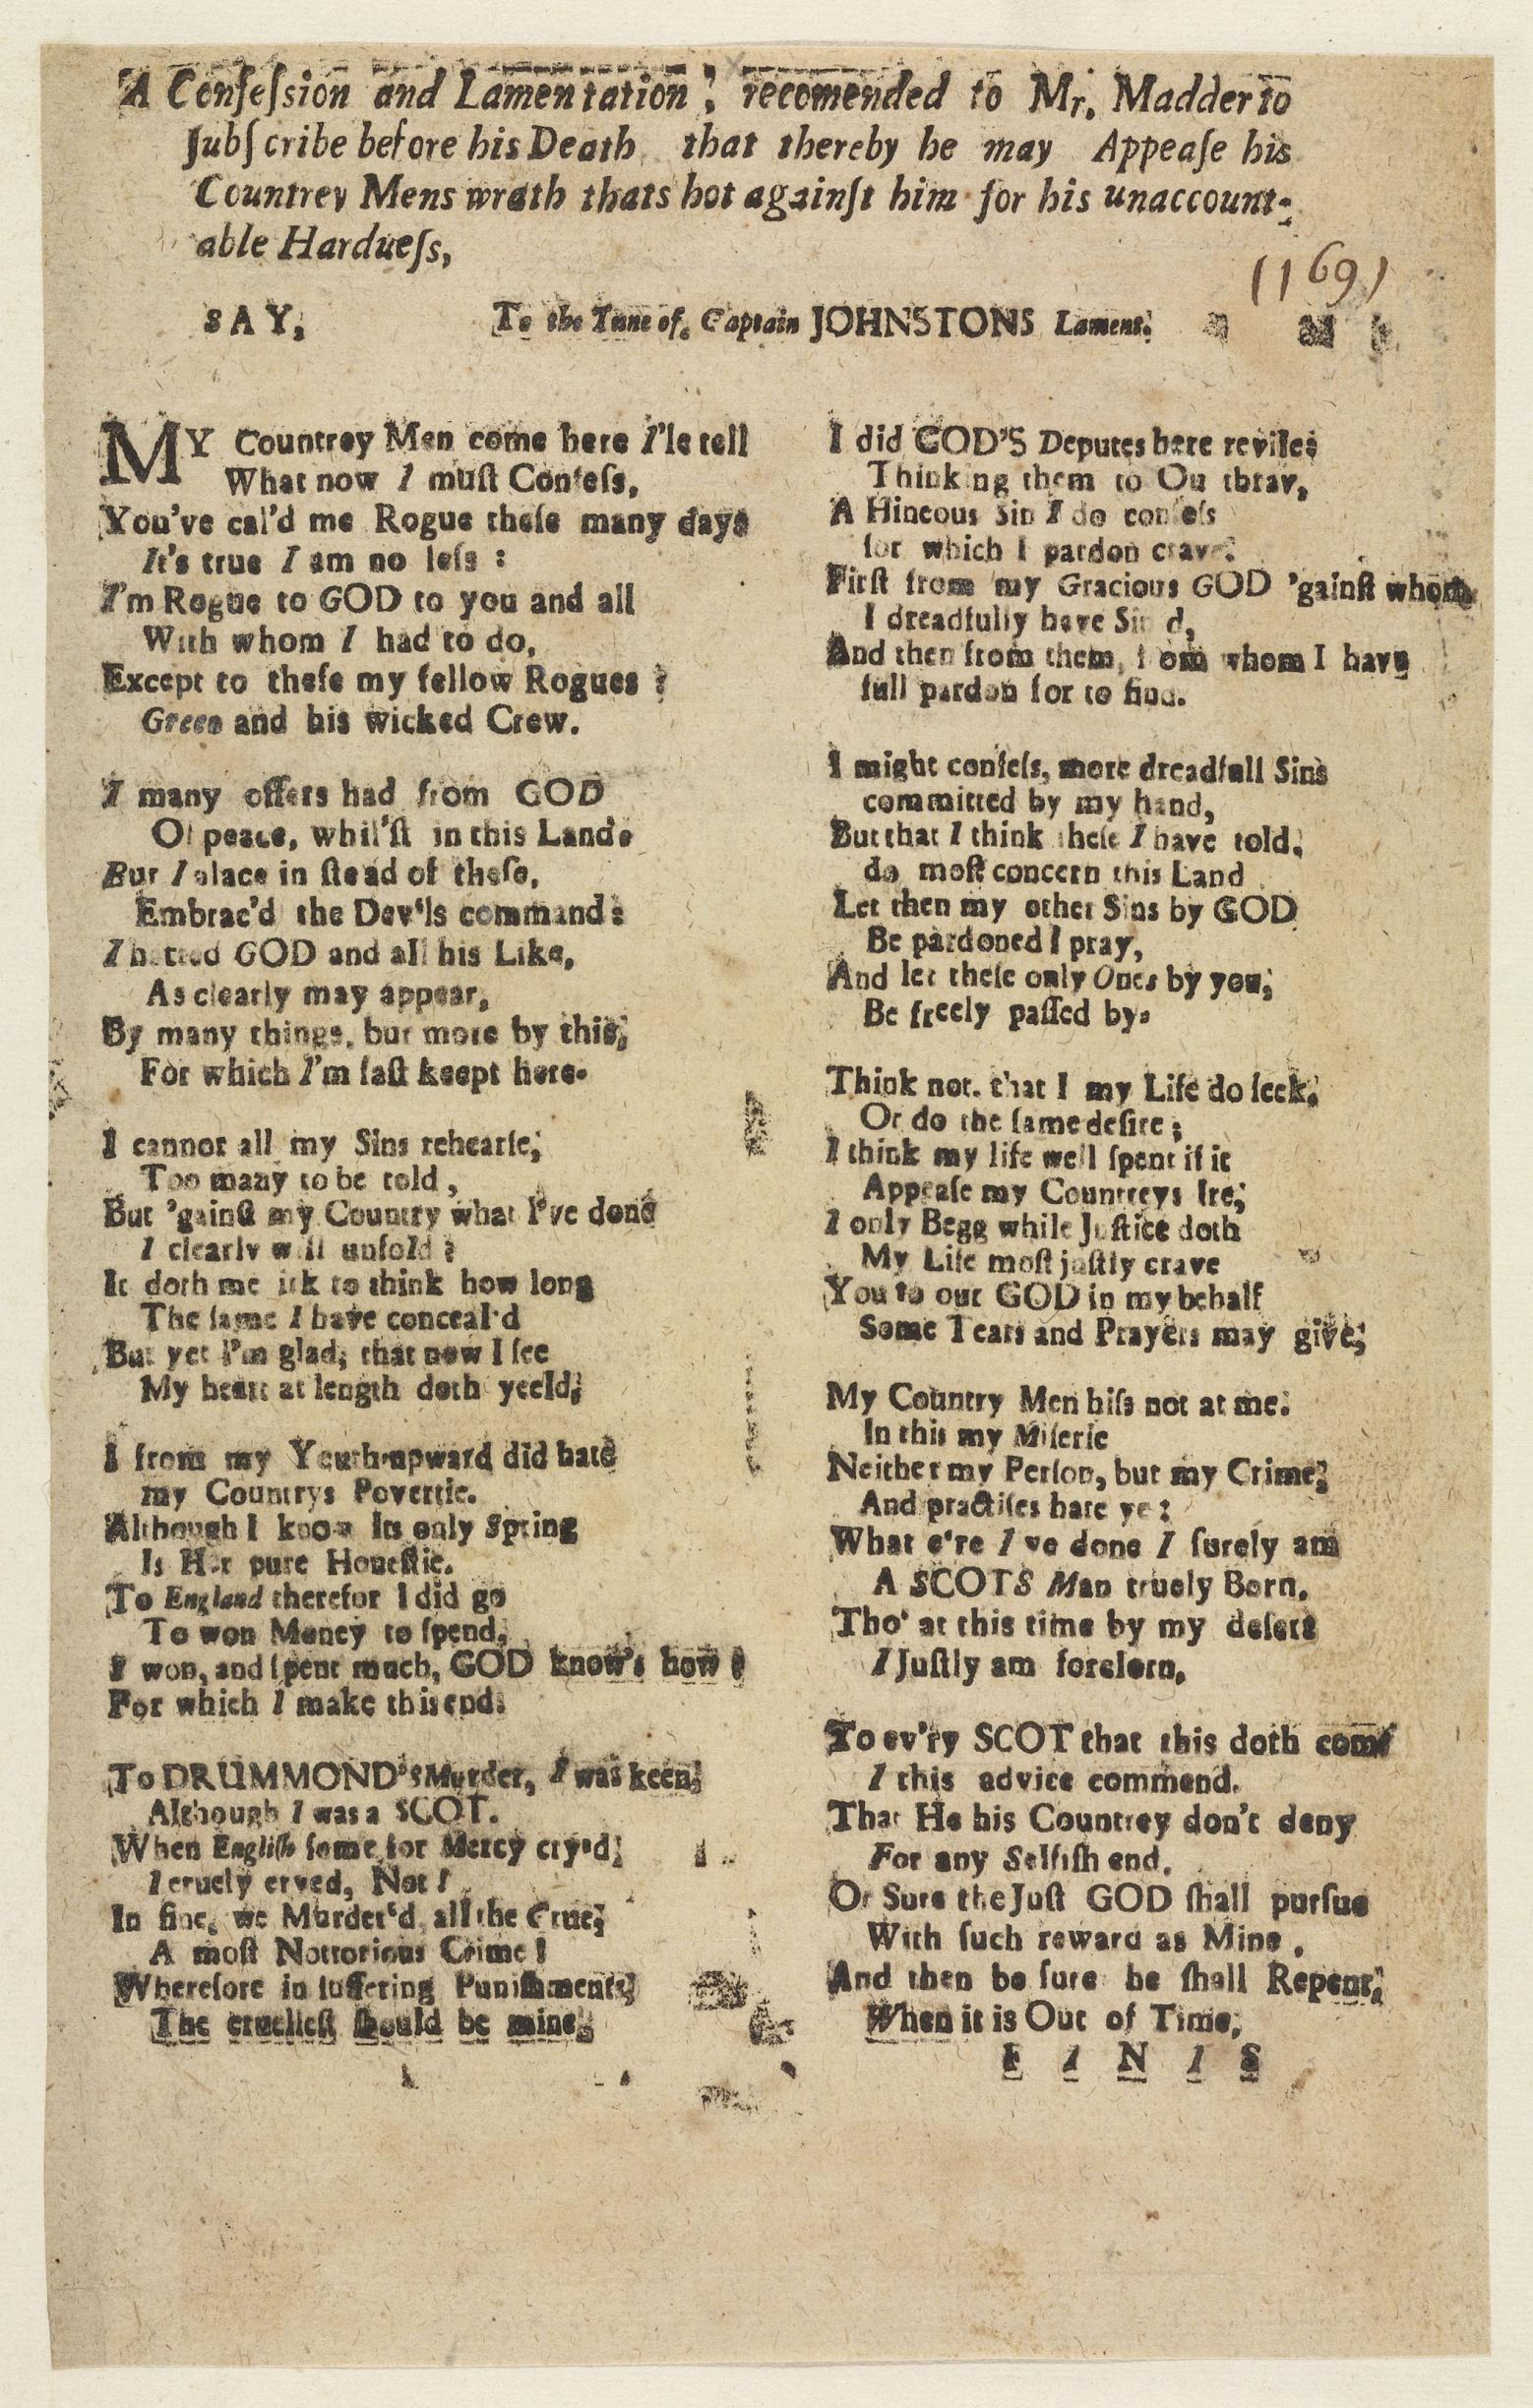 A Confeſsion and Lamentation, recomended to Mr. Madder to
ſubſcribe before his Death that thereby he may Appeaſe his
Countrey Mens wrath thats hot againſt him for his unaccount-
able Hardueſs,
(169)
SAY,
To the Tune of. Captain JOHNSTONS Lament.
MY Countrey Men come here I'le tell
What now I muſt Confeſs,
You've cal'd me Rogue theſe many days
It's true I am no leſs :
I'm Rogue to GOD to you and all
With whom I had to do,
Except to theſe my fellow Rogues ?
Green and his wicked Crew.
I many offers had from GOD
Of peace, whil'ſt in this Lande
But I alace in ſtead of theſe,
Embrac'd the Dev'ls command:
I hatted GOD and all his Like,
As clearly may appear,
By many things, but more by this;
For which I'm faſt keept here.
I cannot all my Sins rehearſe;
Too many to be told,
But 'gainſt my Country what I've done
I clearly will unfold ?
It doth me irk to think how long
The ſame I have conceal'd
But yet I'm glad; that now I ſee
My heart at length doth yeeld;
I from my Youth-upward did hate
my Countrys Povertie.
Although I know Its only Spring
Is Her pure Honeſtie.
To England therefor I did go
To won Money to ſpend,
I won, and ſpent much, GOD know's how ?
For which I make this end.
To DRUMMOND's Murder, I was keen;
Although I was a SCOT.
When Engliſh ſome for Mercy cry'd;
I cruely cryed, Not I
In fine, we Murder'd all the Crue;
A moſt Nottorious Crime !
Wherefore in ſuffering Puniſhments;
The cruelleſt ſhould be mine;
I did GOD'S Deputes here reviles
Thinking them to Ou thrav,
A Hineous Sin I do confeſs
for which I pardon crave.
Firſt from my Gracious GOD 'gainſt whom
I dreadfully have Sin d,
And then from them, from whom I have
full pardon for to find.
I might confeſs, more dreadfull Sins
committed by my hand,
But that I think theſe I have told,
do moſt concern this Land
Let then my other Sins by GOD
Be pardoned I pray,
And let theſe only Ones by you;
Be freely paſſed by.
Think not. that I my Life do ſeek,
Or do the ſame deſire ;
I think my life well ſpent if it
Appeaſe my Countreys Ire;
I only Begg while Juſtice doth
My Life moſt juſtly crave
You to our GOD in my behalf
Some Tears and Prayers may give;
My Country Men hiſs not at me.
In this my Miſerie
Neither my Perſon, but my Crime;
And practiſes hate ye :
What e're I've done I ſurely am
A SCOTS Man truely Born,
Tho' at this time by my deſert
I Juſtly am forelorn,
To ev'ry SCOT that this doth come
I this advice commend.
That He his Countrey don't deny
For any Selfiſh end.
Or Sure the Juſt GOD ſhall purſue
With ſuch reward as Mine,
And then be ſure he ſhall Repent;
When it is Out of Time;
FINIS